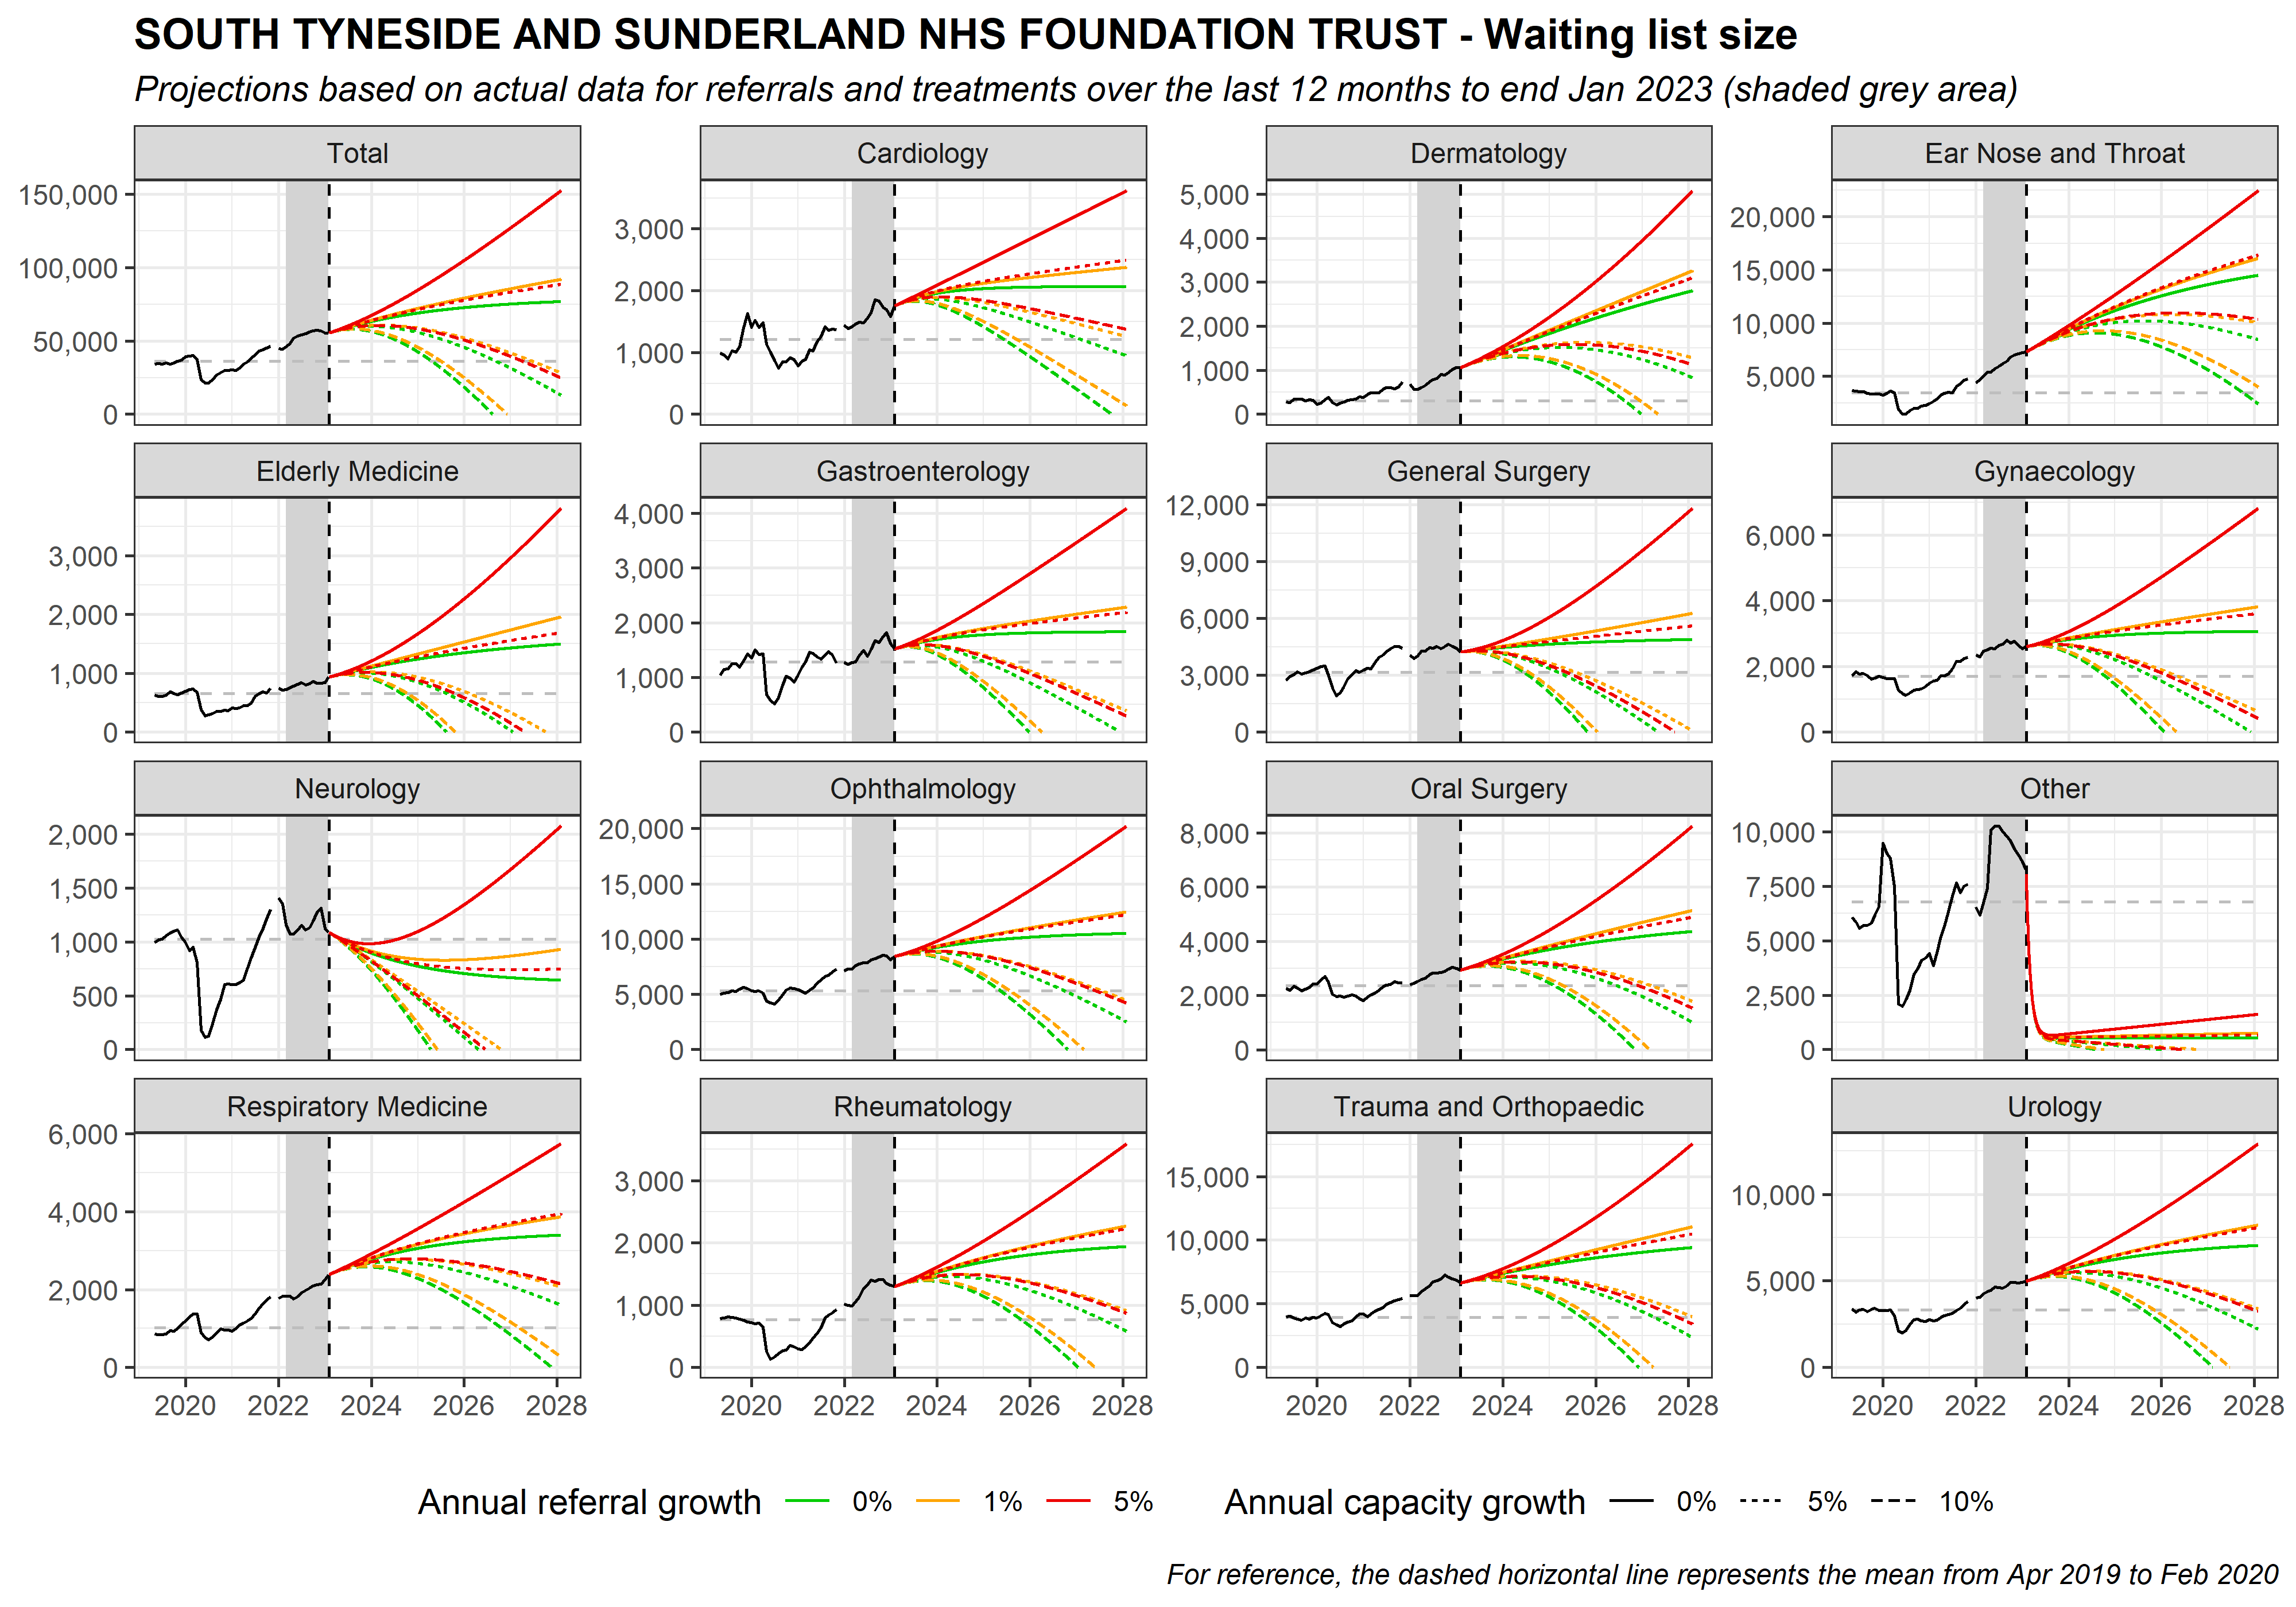 SOUTH TYNESIDE AND SUNDERLAND NHS FOUNDATION TRUST - Waiting list size
Projections based on actual data for referrals and treatments over the last 12 months to end Jan 2023 (shaded grey area)
Total
Cardiology
Dermatology
Ear Nose and Throat
150,000
100,000
50,000
0
3,000
2,000
1,000
0
5,000
4,000
3,000
2,000
1,000
0
20,000
15,000
10,000
5,000
Elderly Medicine
Gastroenterology
General Surgery
Gynaecology
3,000
2,000
1,000
0
4,000
3,000
2,000
1,000
0
12,000
9,000
6,000
3,000
0
6,000
4,000
2,000
0
Neurology
Ophthalmology
Oral Surgery
Other
2,000
1,500
1,000
500
0
20,000
15,000
10,000
5,000
0
8,000
6,000
4,000
2,000
0
10,000
7,500
5,000
2,500
0
Respiratory Medicine
Rheumatology
Trauma and Orthopaedic
Urology
6,000
4,000
2,000
0
3,000
2,000
1,000
0
15,000
10,000
5,000
0
10,000
5,000
0
2020 2022 2024 2026 2028
2020 2022 2024 2026 2028
2020 2022 2024 2026 2028
2020 2022 2024 2026 2028
Annual referral growth 0% 1% 5%
Annual capacity growth 0% 5% 10%
For reference, the dashed horizontal line represents the mean from Apr 2019 to Feb 2020